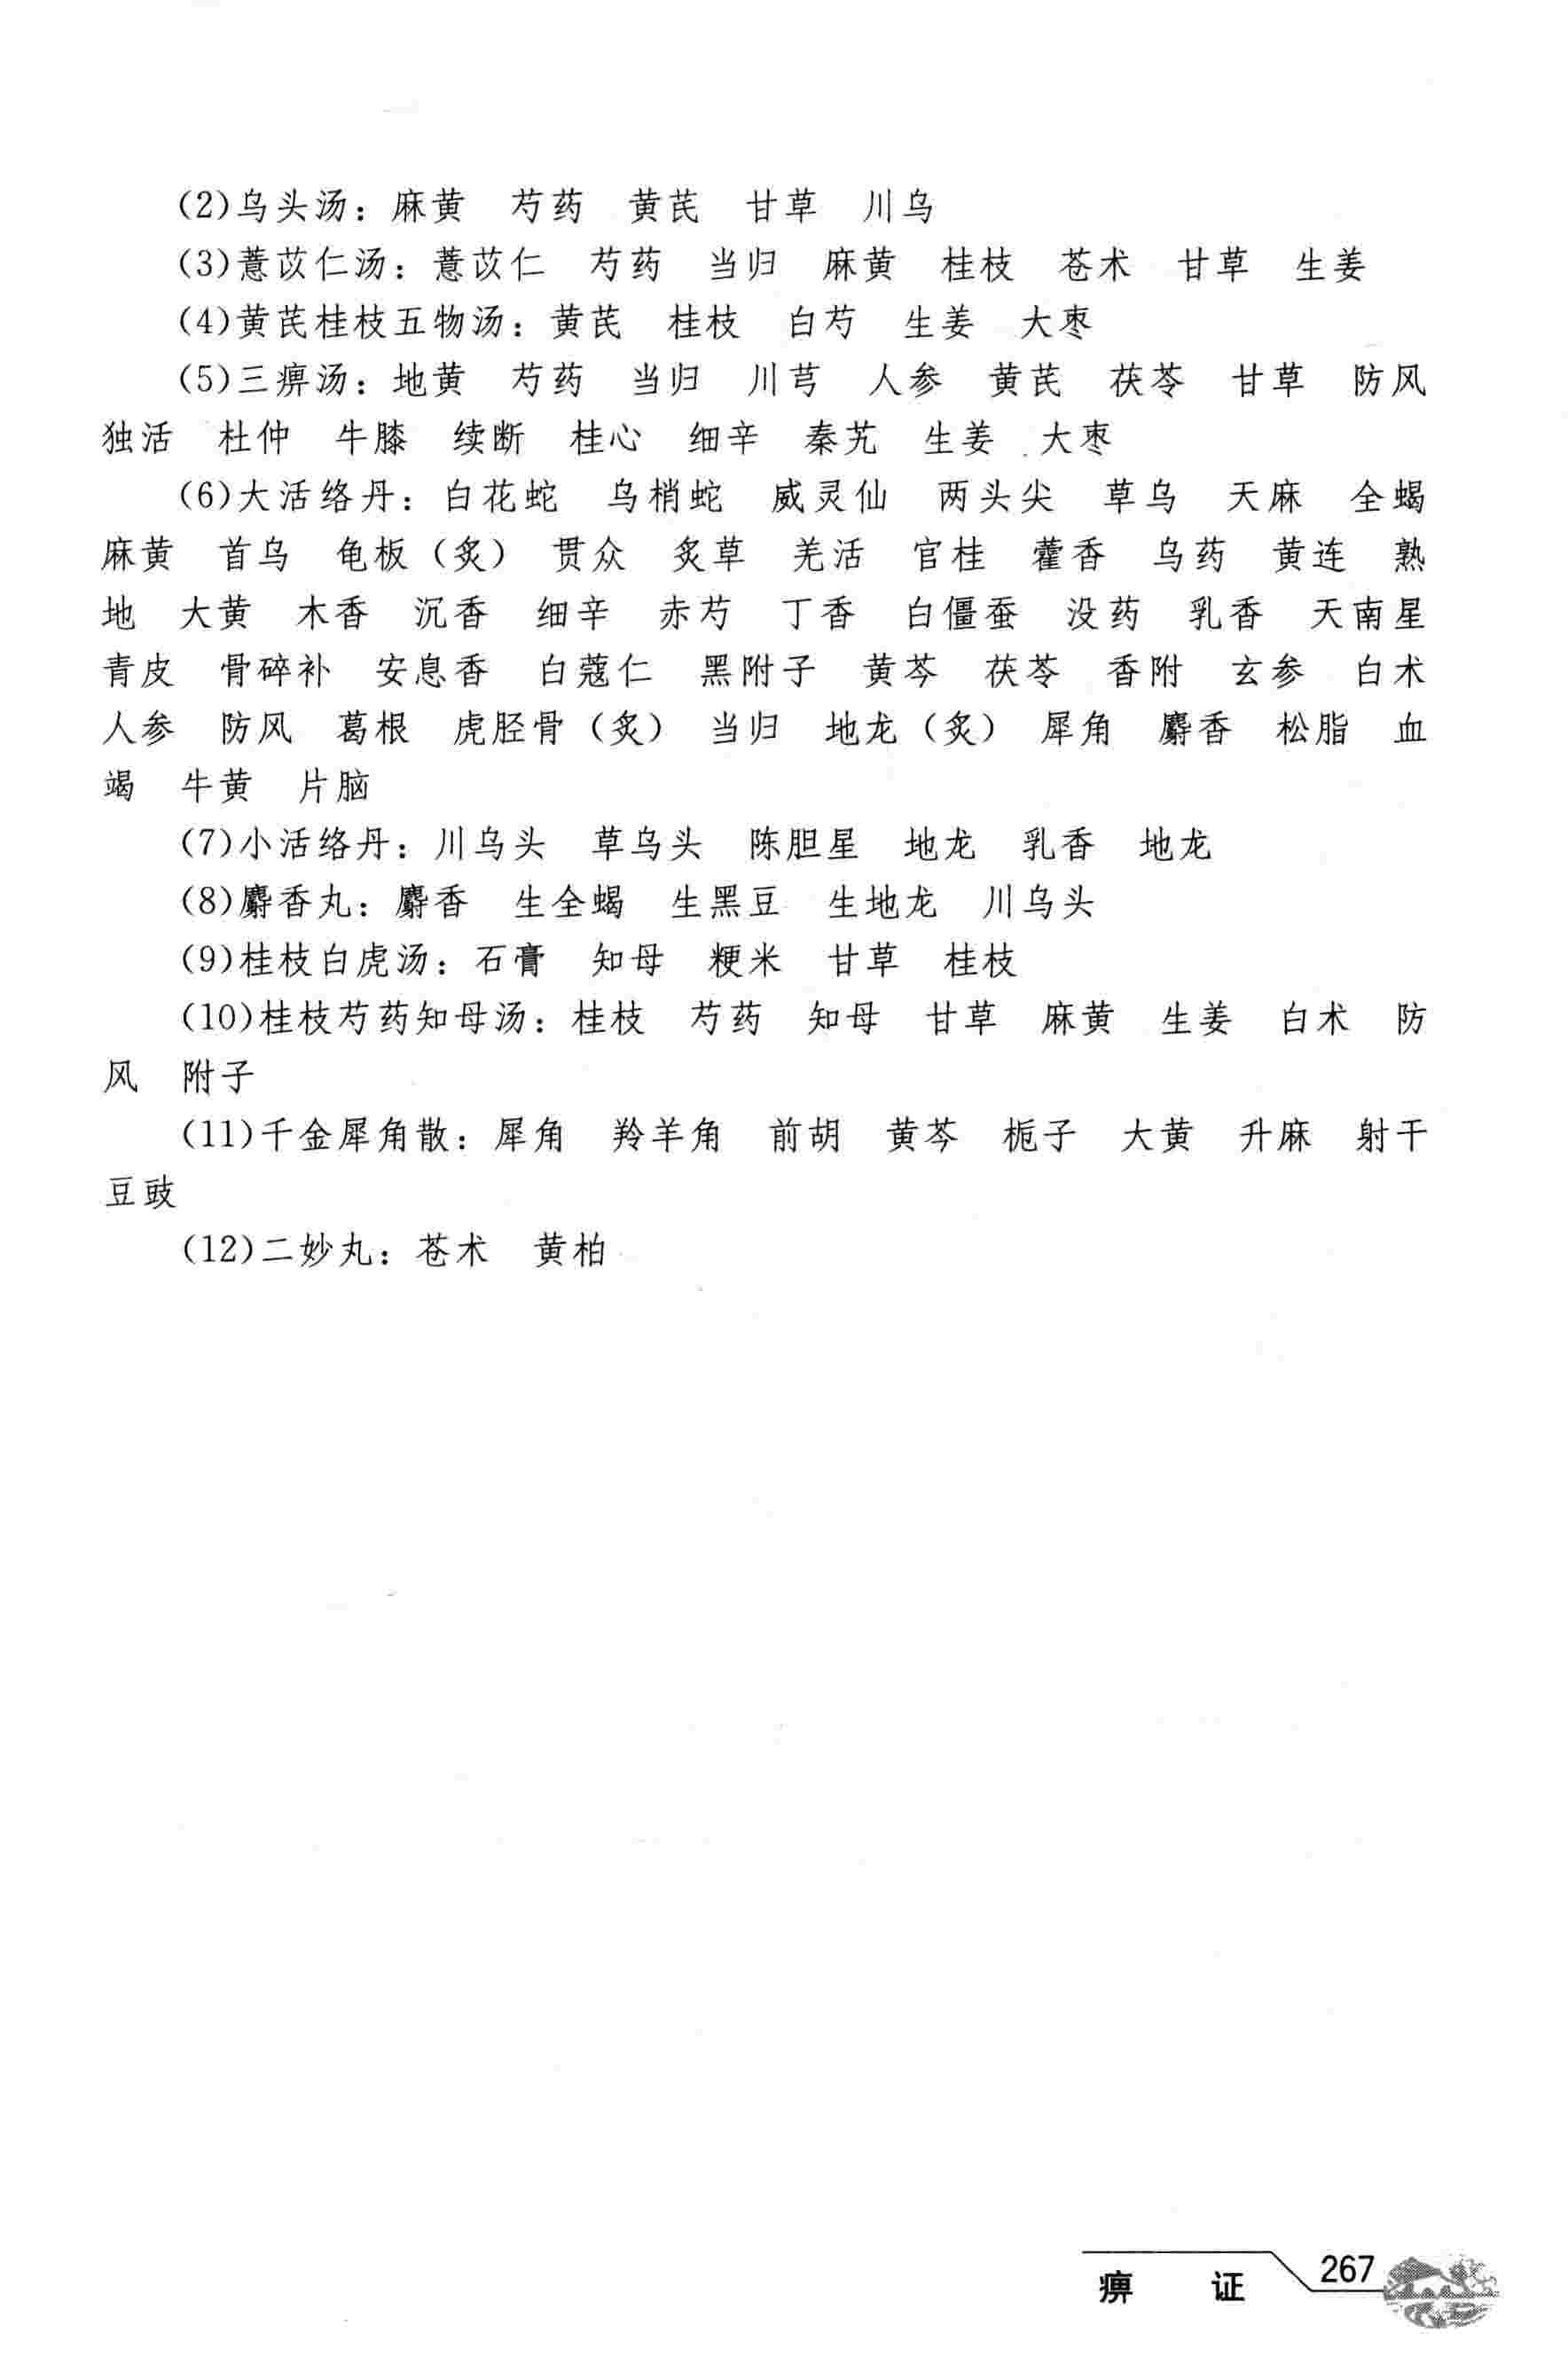 (2)乌头汤：麻黄　芍药　黄芪　甘草　川乌
(3)薏苡仁汤：薏苡仁　芍药　当归　麻黄　桂枝　苍术　甘草　生姜
(4)黄芪桂枝五物汤：黄芪　桂枝　白芍　生姜　大枣
(5)三痹汤：地黄　芍药　当归　川芎　人参　黄芪　茯苓　甘草　防风
独活　杜仲　牛膝　续断　桂心　细辛　秦艽　生姜　大枣
(6)大活络丹：白花蛇　乌梢蛇　威灵仙　两头尖　草乌　天麻　全蝎
麻黄　首乌　龟板（炙）　贯众　炙草　羌活　官桂　藿香　乌药　黄连　熟
地　大黄　木香　沉香　细辛　赤芍　丁香　白僵蚕　没药　乳香　天南星
青皮　骨碎补　安息香　白蔻仁　黑附子　黄芩　茯苓　香附　玄参　白术
人参　防风　葛根　虎胫骨（炙）　当归　地龙（炙）　犀角　麝香　松脂　血
竭　牛黄　片脑
(7)小活络丹：川乌头　草乌头　陈胆星　地龙　乳香　地龙
(8)麝香丸：麝香　生全蝎　生黑豆　生地龙　川乌头
(9)桂枝白虎汤：石膏　知母　粳米　甘草　桂枝
(10)桂枝芍药知母汤：桂枝　芍药　知母　甘草　麻黄　生姜　白术　防
风　附子
(11)千金犀角散：犀角　羚羊角　前胡　黄芩　栀子　大黄　升麻　射干
豆豉
(12)二妙丸：苍术　黄柏
痹　证　267